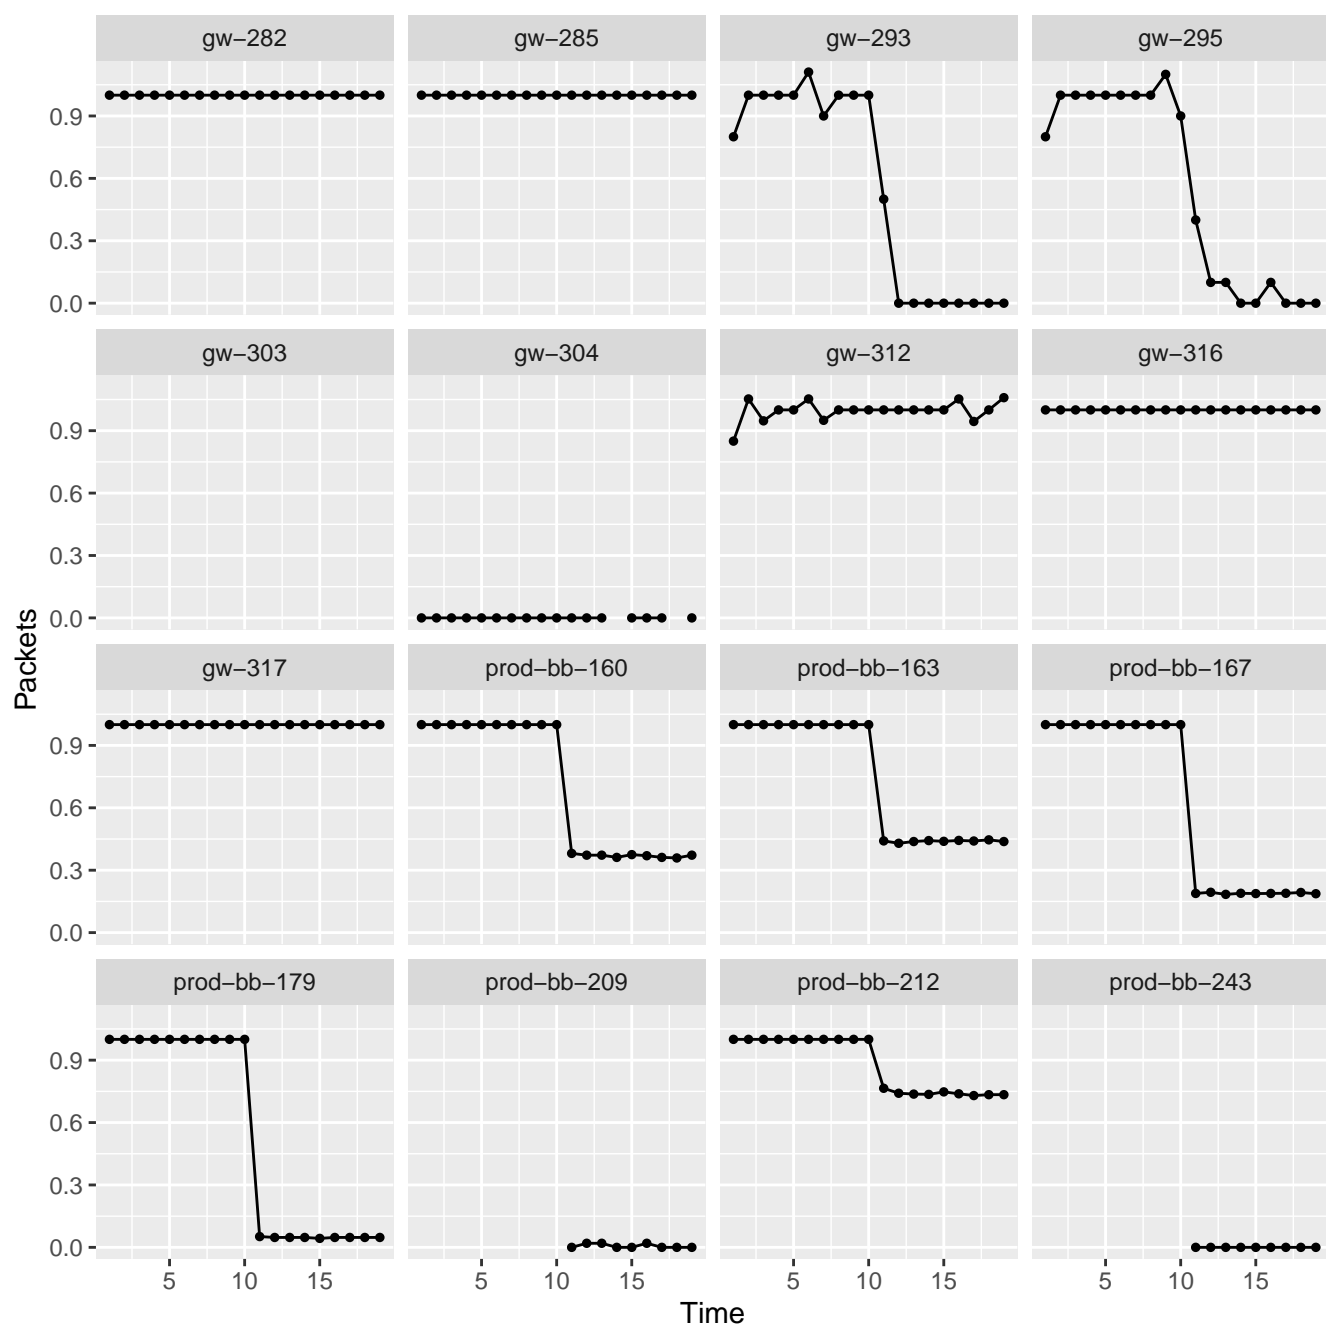 gw−282 gw−285 gw−293 gw−295
0.9
0.6
0.3
0.0
gw−303 gw−304 gw−312 gw−316
0.9
0.6
0.3
0.0
gw−317 prod−bb−160 prod−bb−163 prod−bb−167
0.9
0.6
0.3
0.0
prod−bb−179 prod−bb−209 prod−bb−212 prod−bb−243
0.9
0.6
0.3
0.0
5 10 15 5 10 15 5 10 15 5 10 15
Time
Packets